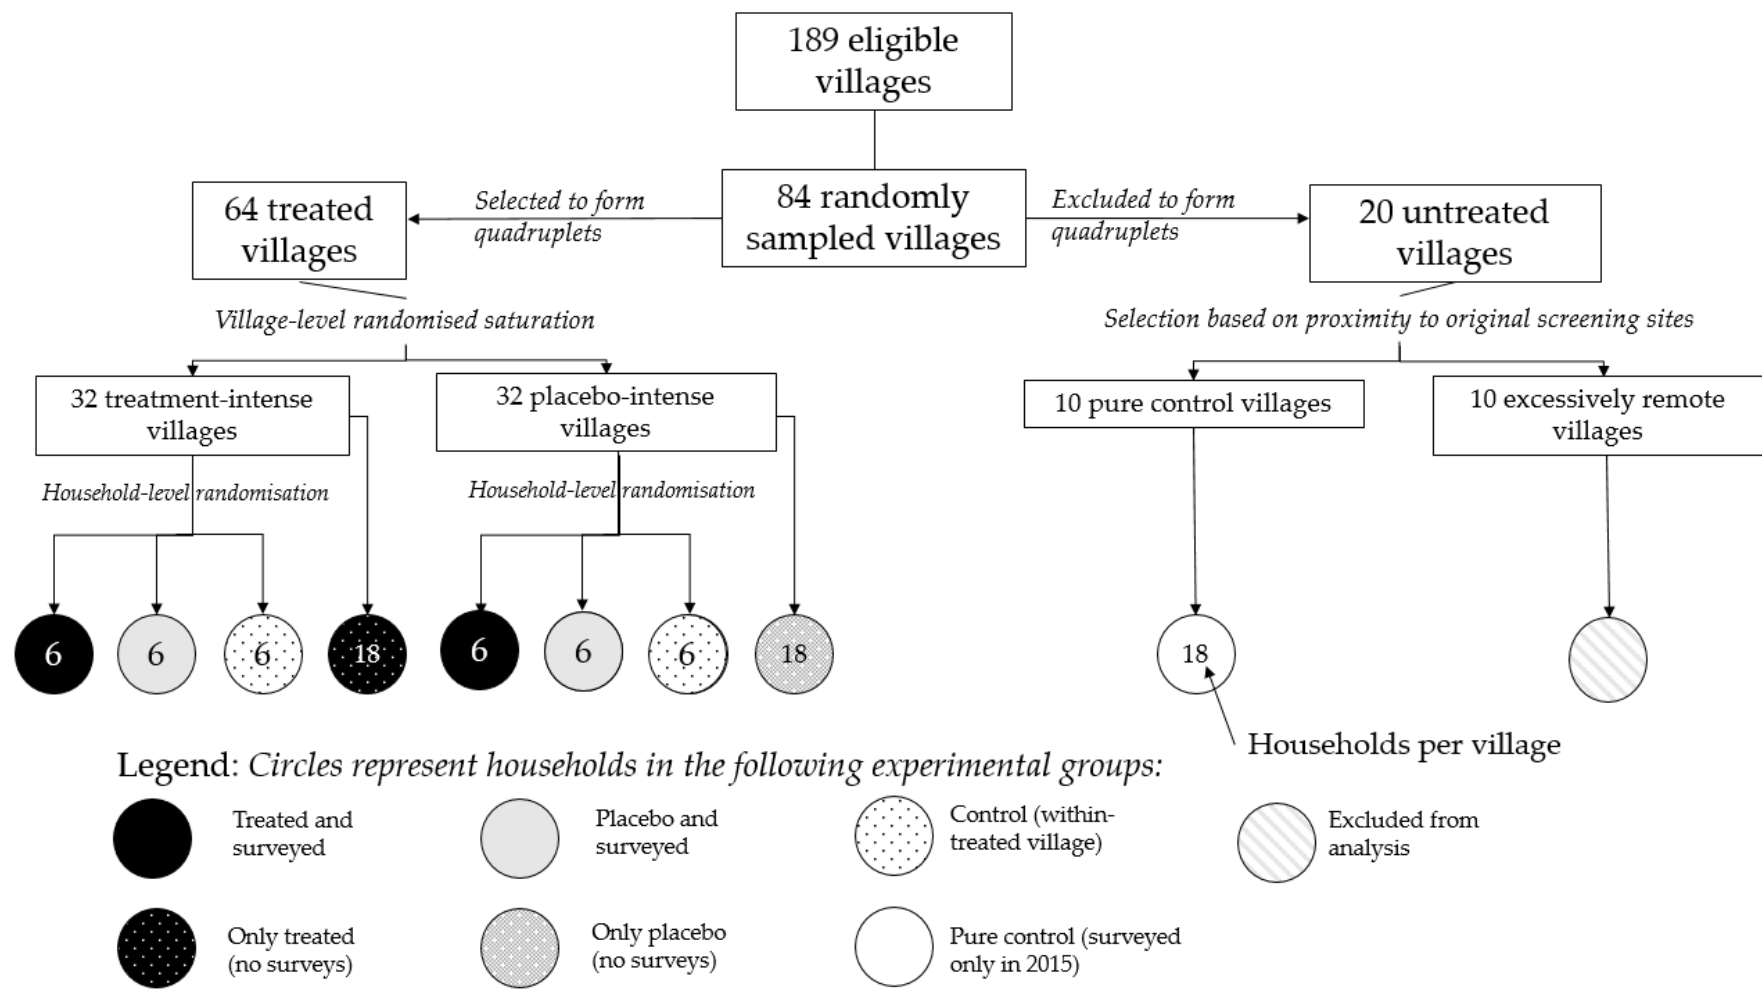 189 eligible
villages
64 treated
villages
Selected to form
quadruplets
84 randomly
sampled villages
Excluded to form
quadruplets
20 untreated
villages
Village-level randomised saturation
Selection based on proximity to original screening sites
32 treatment-intense
villages
32 placebo-intense
villages
10 pure control villages
10 excessively remote
villages
Household-level randomisation
Household-level randomisation
6
6
6
18
6
6
6
18
18
Households per village
Legend: Circles represent households in the following experimental groups:
Treated and
surveyed
Placebo and
surveyed
Control (within-
treated village)
Excluded from
analysis
Only treated
(no surveys)
Only placebo
(no surveys)
Pure control (surveyed
only in 2015)